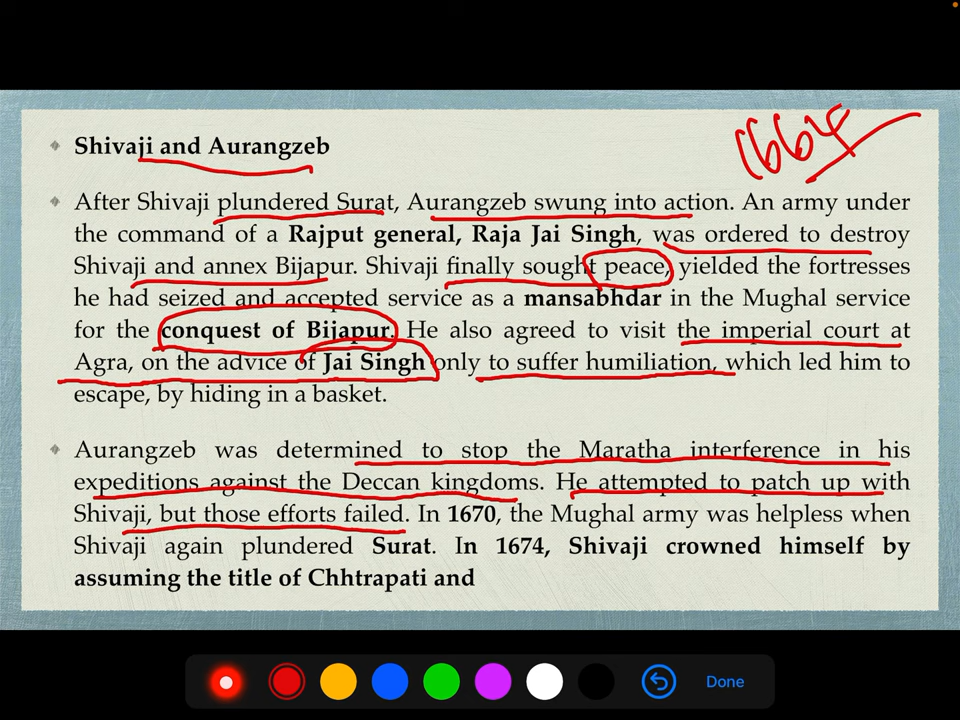 1664
Shivaji and Aurangzeb
After Shivaji plundered Surat, Aurangzeb swung into action. An army under
the command of a Rajput general, Raja Jai Singh, was ordered to destroy
Shivaji and annex Bijapur. Shivaji finally sought peace, yielded the fortresses
he had seized and accepted service as a mansabhdar in the Mughal service
for the conquest of Bijapur. He also agreed to visit the imperial court at
Agra, on the advice of Jai Singh only to suffer humiliation, which led him to
escape, by hiding in a basket.
Aurangzeb was determined to stop the Maratha interference in his
expeditions against the Deccan kingdoms. He attempted to patch up with
Shivaji, but those efforts failed. In 1670, the Mughal army was helpless when
Shivaji again plundered Surat. In 1674, Shivaji crowned himself by
assuming the title of Chhtrapati and
Done